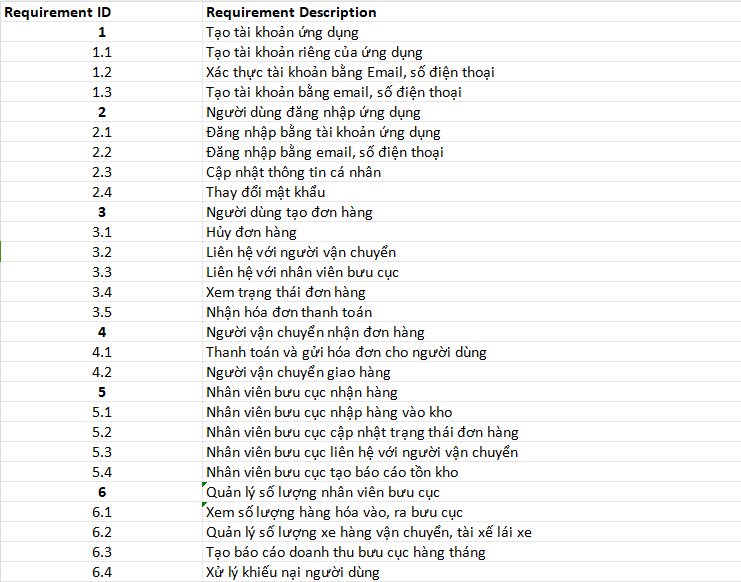 Requirement ID Requirement Description
1 Tạo tài khoản ứng dụng
1.1 Tạo tài khoản riêng của ứng dụng
1.2 Xác thực tài khoản bằng Email, số điện thoại
1.3 Tạo tài khoản bằng email, số điện thoại
2 Người dùng đăng nhập ứng dụng
2.1 Đăng nhập bằng tài khoản ứng dụng
2.2 Đăng nhập bằng email, số điện thoại
2.3 Cập nhật thông tin cá nhân
2.4 Thay đổi mật khẩu
3 Người dùng tạo đơn hàng
3.1 Hủy đơn hàng
3.2 Liên hệ với người vận chuyển
3.3 Liên hệ với nhân viên bưu cục
3.4 Xem trạng thái đơn hàng
3.5 Nhận hóa đơn thanh toán
4 Người vận chuyển nhận đơn hàng
4.1 Thanh toán và gửi hóa đơn cho người dùng
4.2 Người vận chuyển giao hàng
5 Nhân viên bưu cục nhận hàng
5.1 Nhân viên bưu cục nhập hàng vào kho
5.2 Nhân viên bưu cục cập nhật trạng thái đơn hàng
5.3 Nhân viên bưu cục liên hệ với người vận chuyển
5.4 Nhân viên bưu cục tạo báo cáo tồn kho
6 Quản lý số lượng nhân viên bưu cục
6.1 Xem số lượng hàng hóa vào, ra bưu cục
6.2 Quản lý số lượng xe hàng vận chuyển, tài xế lái xe
6.3 Tạo báo cáo doanh thu bưu cục hàng tháng
6.4 Xử lý khiếu nại người dùng